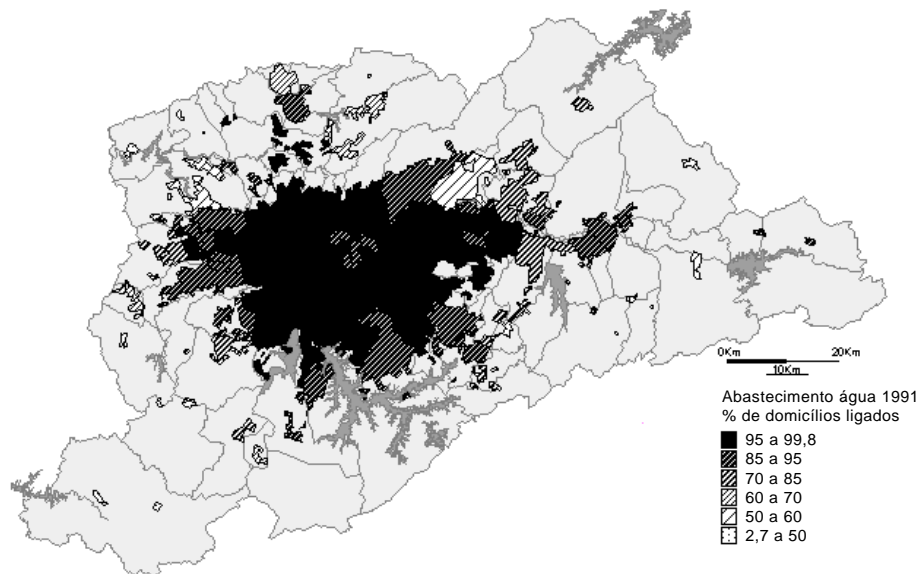 0Km 20Km
10Km
Abastecimento água 1991
% de domicílios ligados
95 a 99,8
85 a 95
70 a 85
60 a 70
50 a 60
2,7 a 50